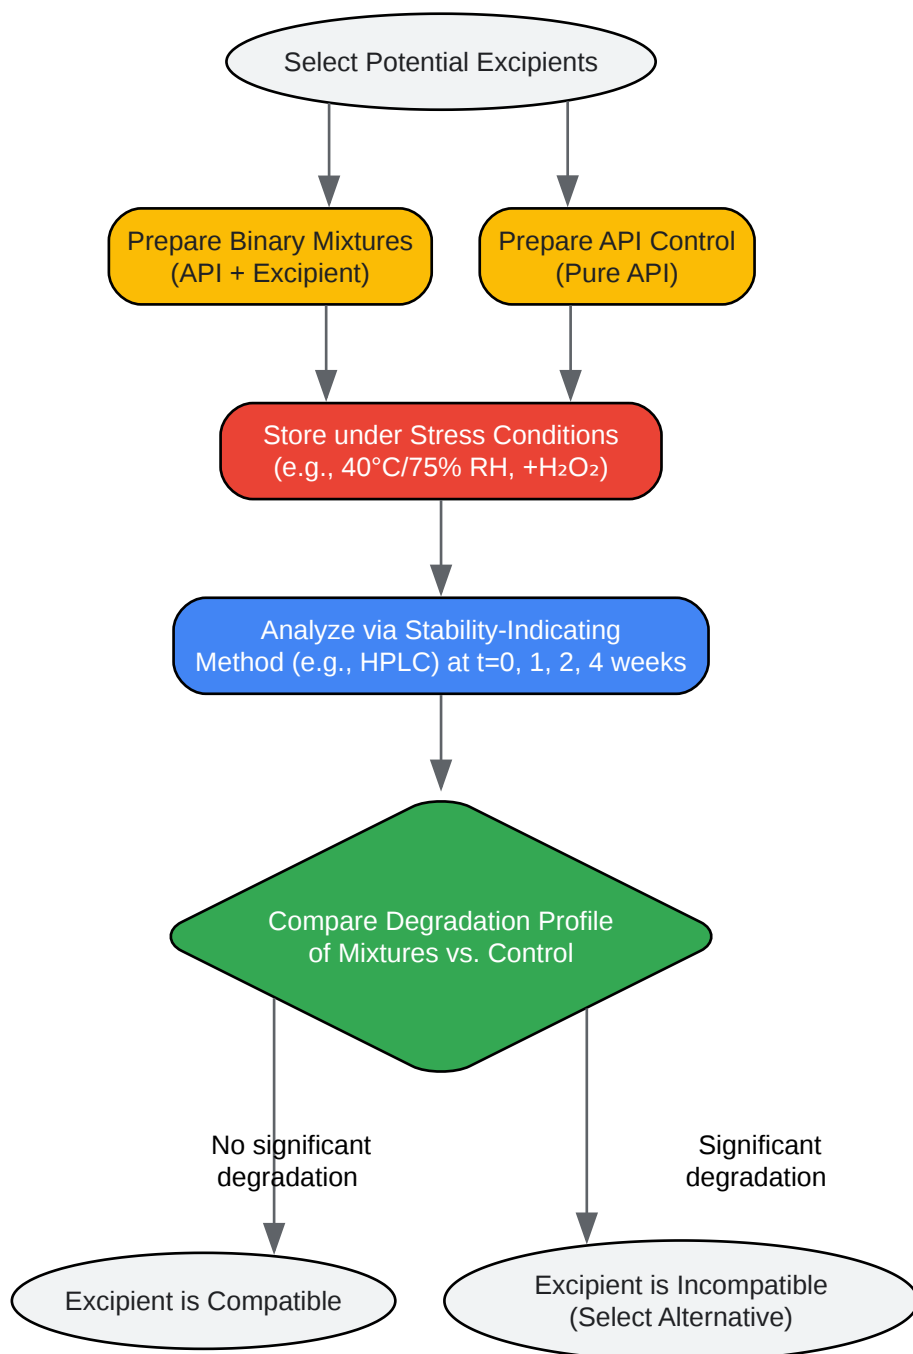 Select Potential Excipients
Prepare Binary Mixtures
(API + Excipient)
Prepare API Control
(Pure API)
Store under Stress Conditions
(e.g., 40°C/75% RH, +H₂O₂)
Analyze via Stability-Indicating
Method (e.g., HPLC) at t=0, 1, 2, 4 weeks
Compare Degradation Profile
of Mixtures vs. Control
No significant
degradation
Significant
degradation
Excipient is Compatible
Excipient is Incompatible
(Select Alternative)